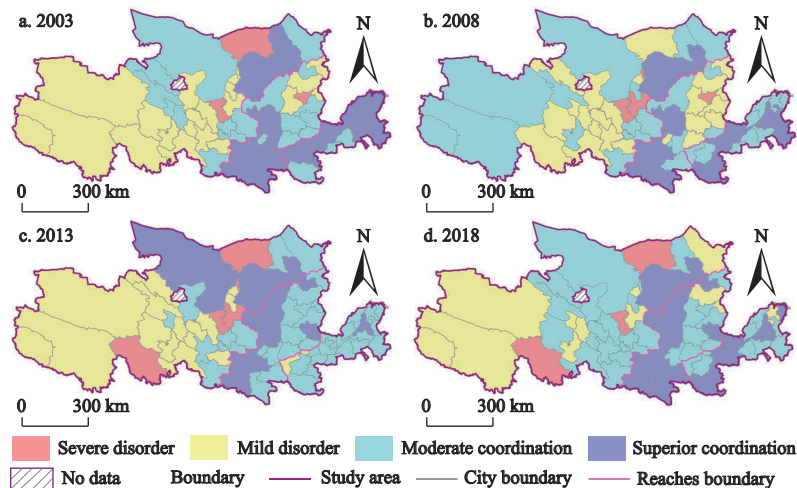 a. 2003
N
0 300 km
b. 2008
N
0 300 km
c. 2013
N
0 300 km
d. 2018
N
0 300 km
Severe disorder Mild disorder Moderate coordination Superior coordination
No data Boundary Study area City boundary Reaches boundary